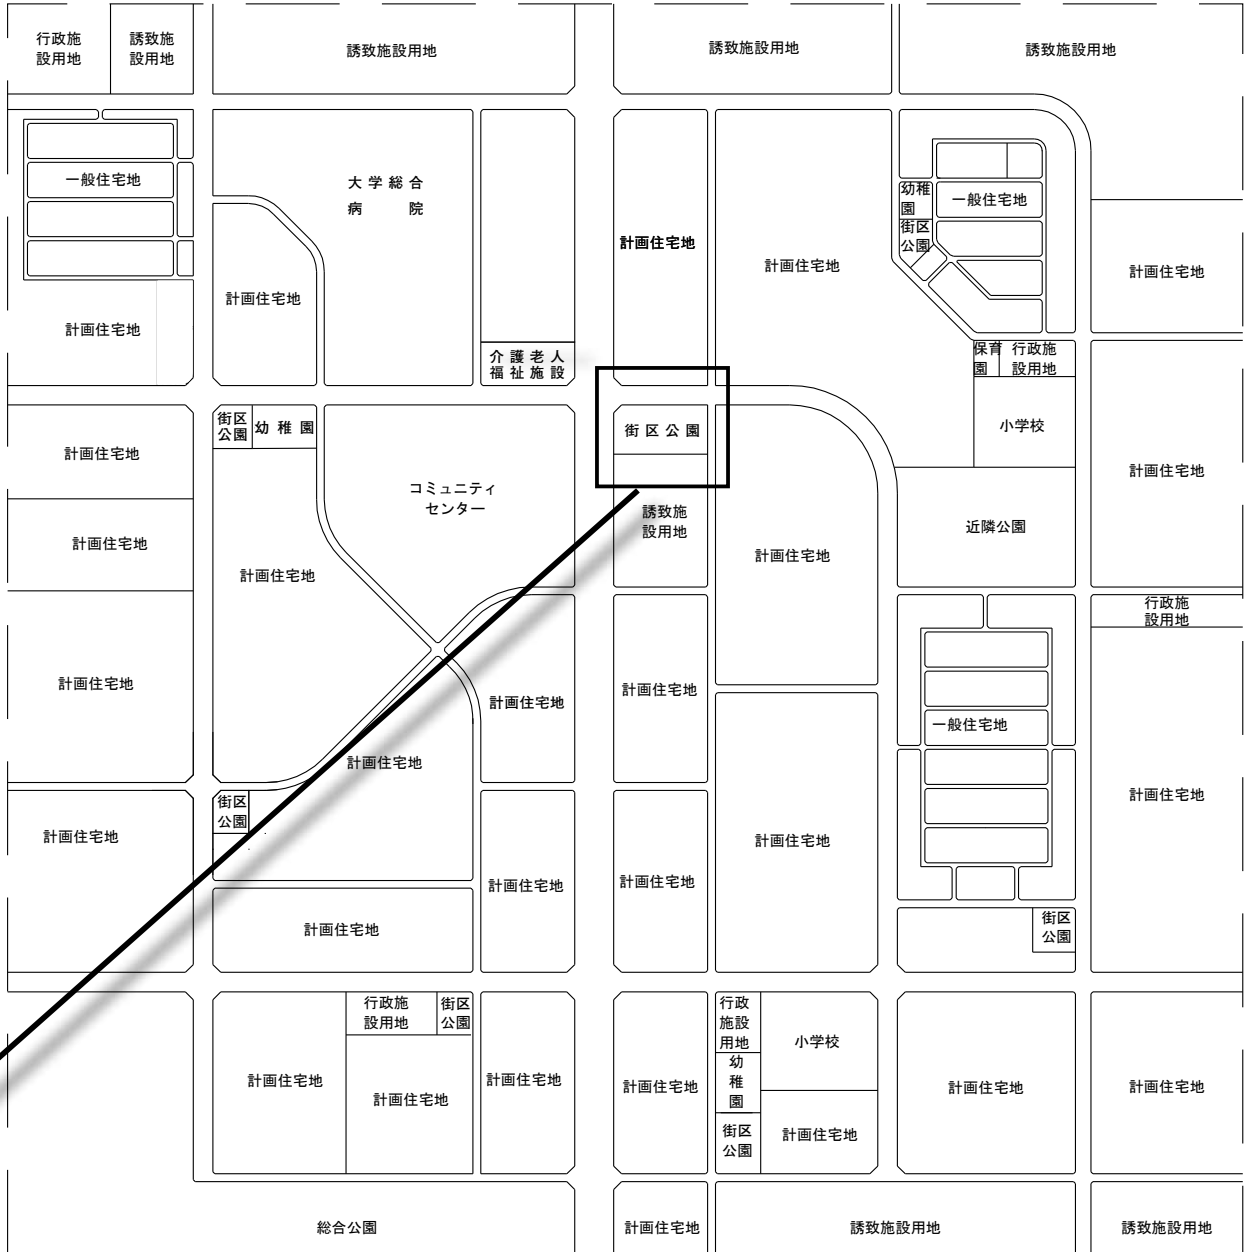 行政施
設用地
誘致施
設用地
誘致施設用地
誘致施設用地
誘致施設用地
一般住宅地
大学総合
病院
計画住宅地
計画住宅地
幼稚
園
街区
公園
一般住宅地
計画住宅地
計画住宅地
計画住宅地
介護老人
福祉施設
保育
園
行政施
設用地
小学校
街区
公園
幼稚園
街区公園
計画住宅地
コミュニティ
センター
誘致施
設用地
計画住宅地
近隣公園
計画住宅地
計画住宅地
計画住宅地
行政施
設用地
計画住宅地
計画住宅地
計画住宅地
一般住宅地
計画住宅地
街区
公園
計画住宅地
計画住宅地
計画住宅地
計画住宅地
計画住宅地
計画住宅地
街区
公園
行政施
設用地
街区
公園
計画住宅地
計画住宅地
計画住宅地
計画住宅地
行政
施設
用地
幼
稚
園
街区
公園
小学校
計画住宅地
計画住宅地
計画住宅地
総合公園
計画住宅地
誘致施設用地
誘致施設用地